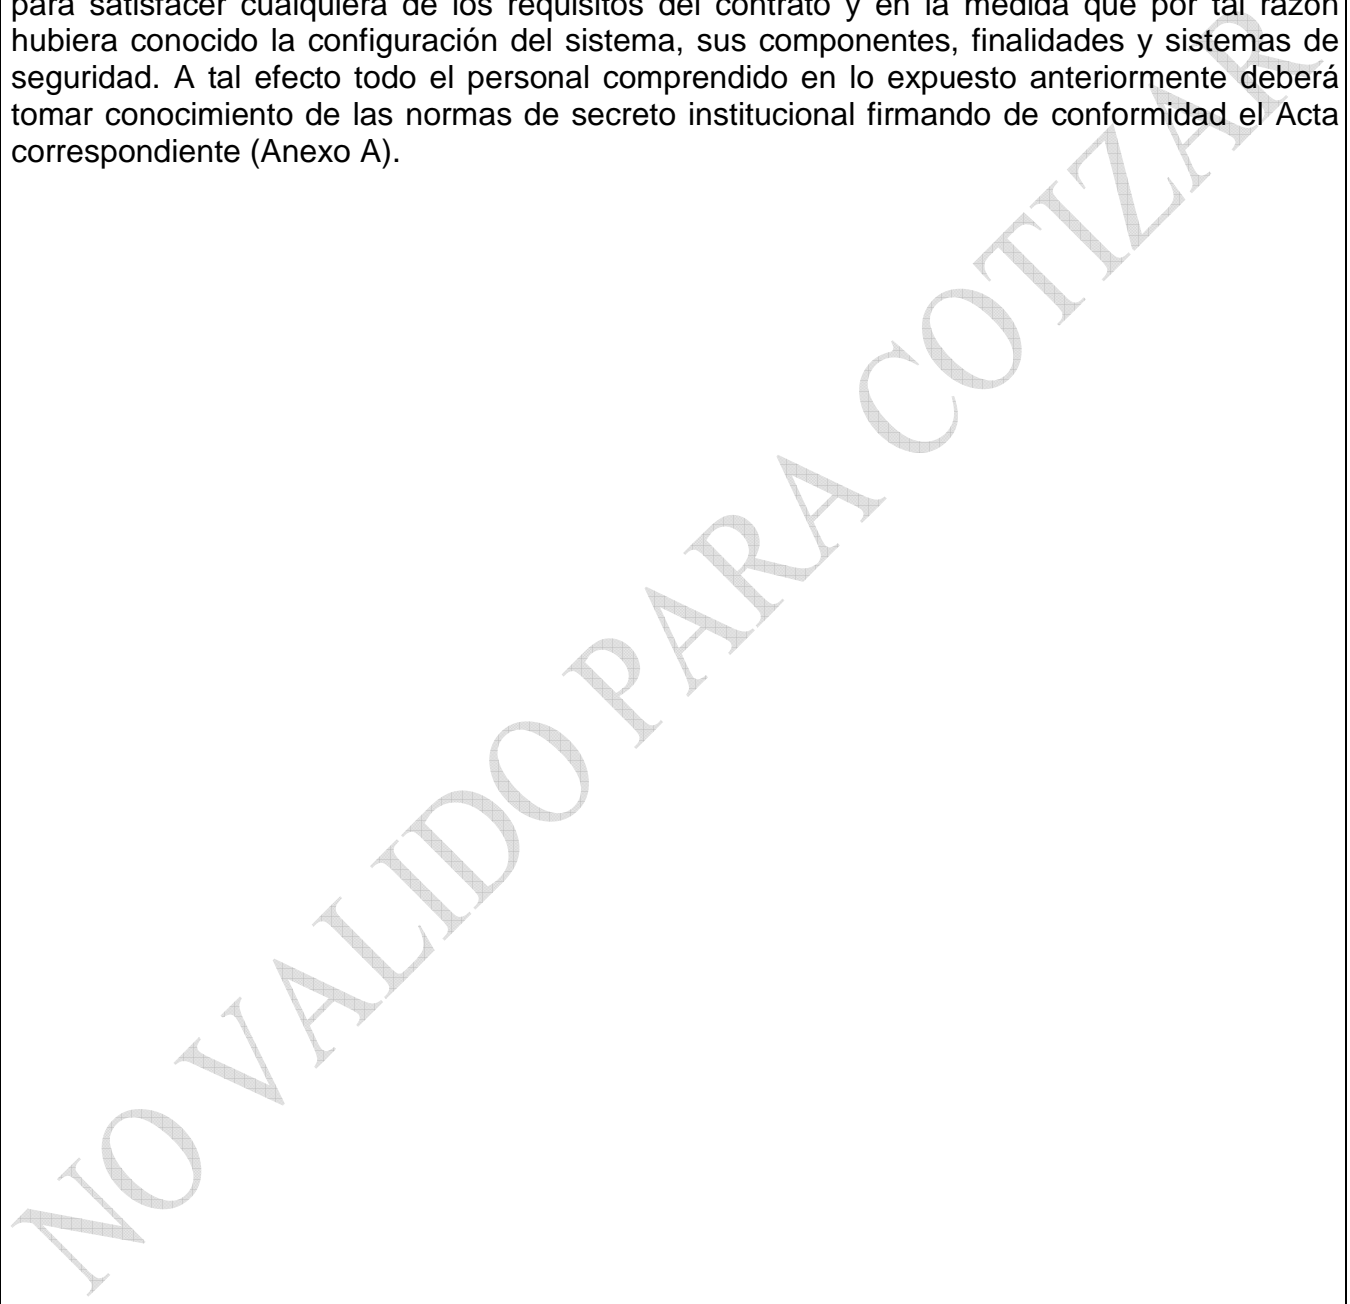 para satisfacer cualquiera de los requisitos del contrato y en la medida que por tal razón
hubiera conocido la configuración del sistema, sus componentes, finalidades y sistemas de
seguridad. A tal efecto todo el personal comprendido en lo expuesto anteriormente deberá
tomar conocimiento de las normas de secreto institucional firmando de conformidad el Acta
correspondiente (Anexo A).
NO VALIDO PARA COTIZAR